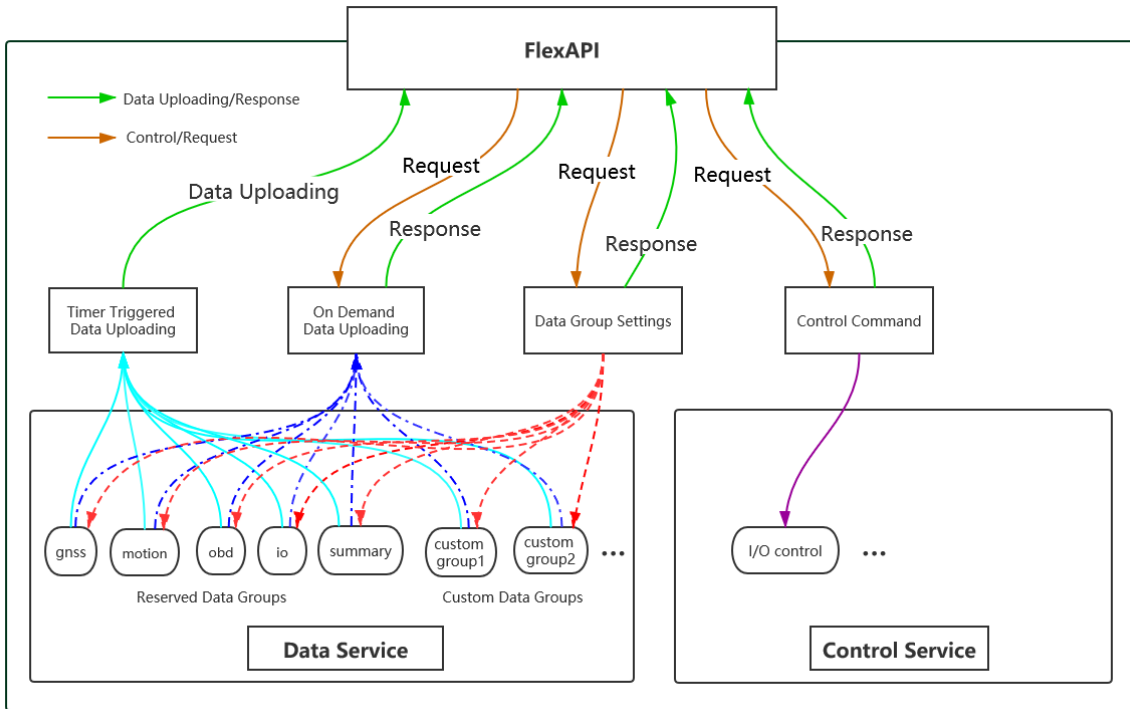 FlexAPI
Data Uploading/Response
Control/Request
Request
Request
Request
Data Uploading
Response
Response
Response
Timer Triggered
Data Uploading
On Demand
Data Uploading
Data Group Settings
Control Command
gnss
motion
obd
io
summary
custom
group1
custom
group2
...
I/O control
...
Reserved Data Groups
Custom Data Groups
Data Service
Control Service